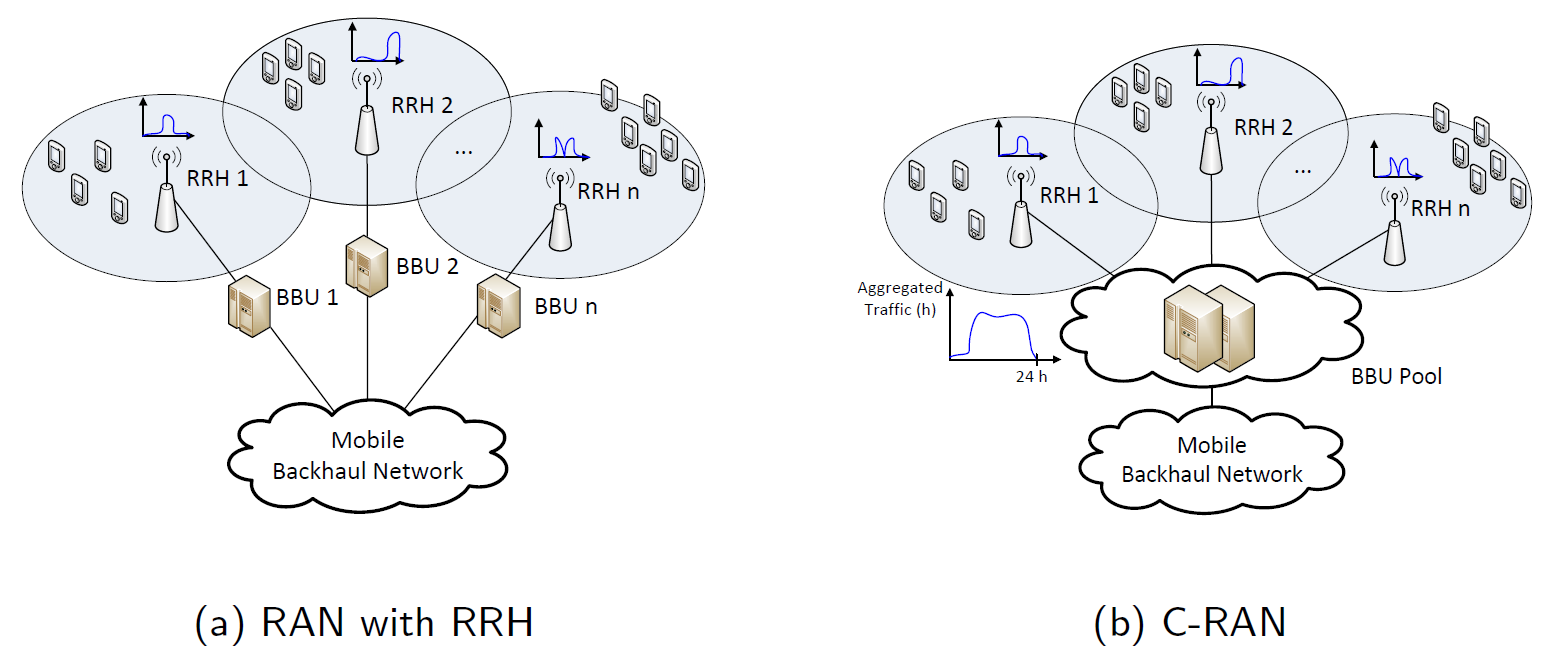 RRH 2
RRH 1
...
RRH n
BBU 1
BBU 2
BBU n
Mobile
Backhaul Network
(a) RAN with RRH
RRH 2
RRH 1
...
RRH n
Aggregated
Traffic (h)
24 h
BBU Pool
Mobile
Backhaul Network
(b) C-RAN